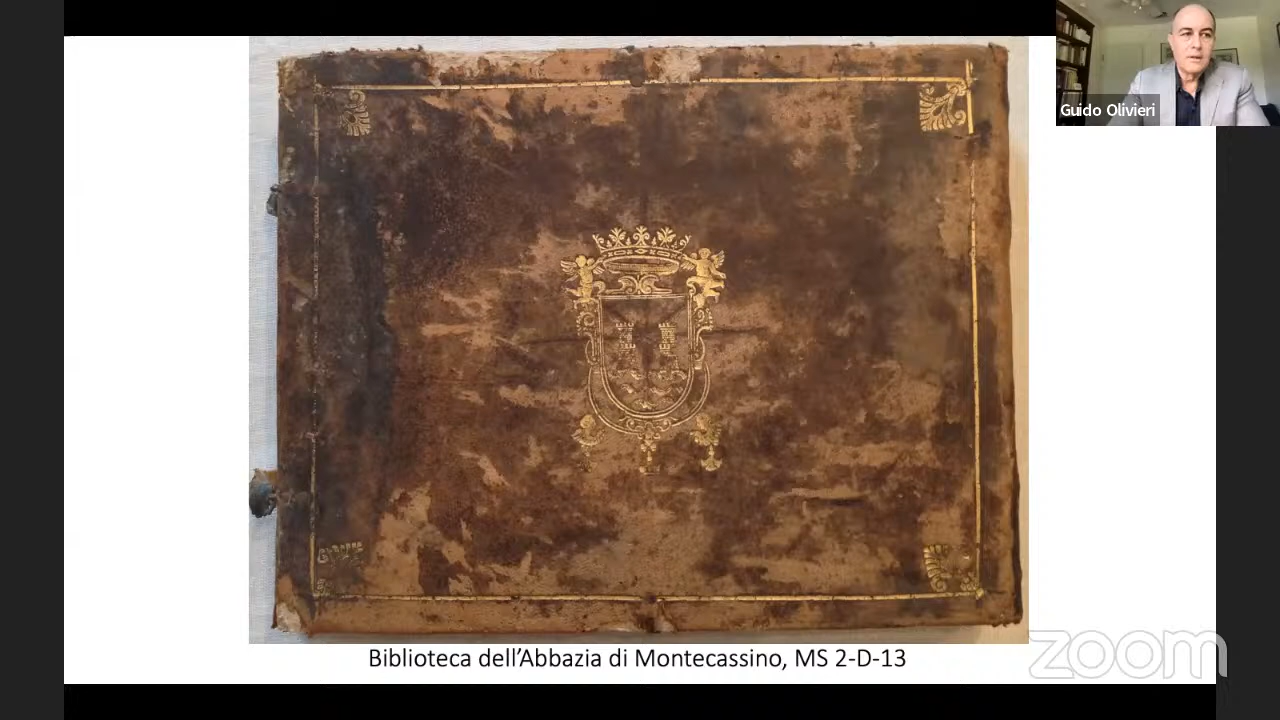 Guido Olivieri
Biblioteca dell’Abbazia di Montecassino, MS 2-D-13
zoom